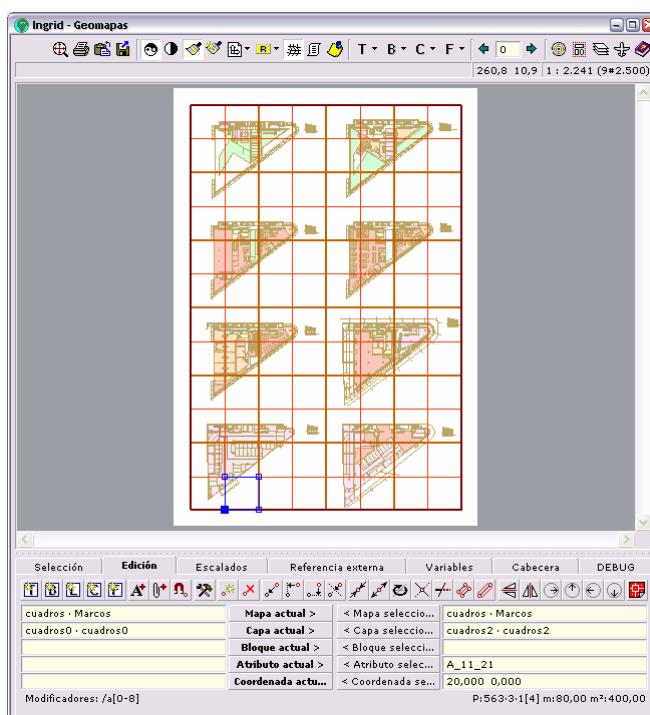 Ingrid - Geomapas
R T B C F 0
260,8 10,9 1 : 2.241 (9#2.500)
Selección Edición Escalados Referencia externa Variables Cabecera DEBUG
T B L C F A
cuadros · Marcos Mapa actual > < Mapa seleccio... cuadros · Marcos
cuadros0 · cuadros0 Capa actual > < Capa seleccio... cuadros2 · cuadros2
Bloque actual > < Bloque selecci...
Atributo actual > < Atributo selec... A_11_21
Coordenada actu... < Coordenada se... 20,000 0,000
Modificadores: /a[0-8] P:563-3-1[4] m:80,00 m²:400,00